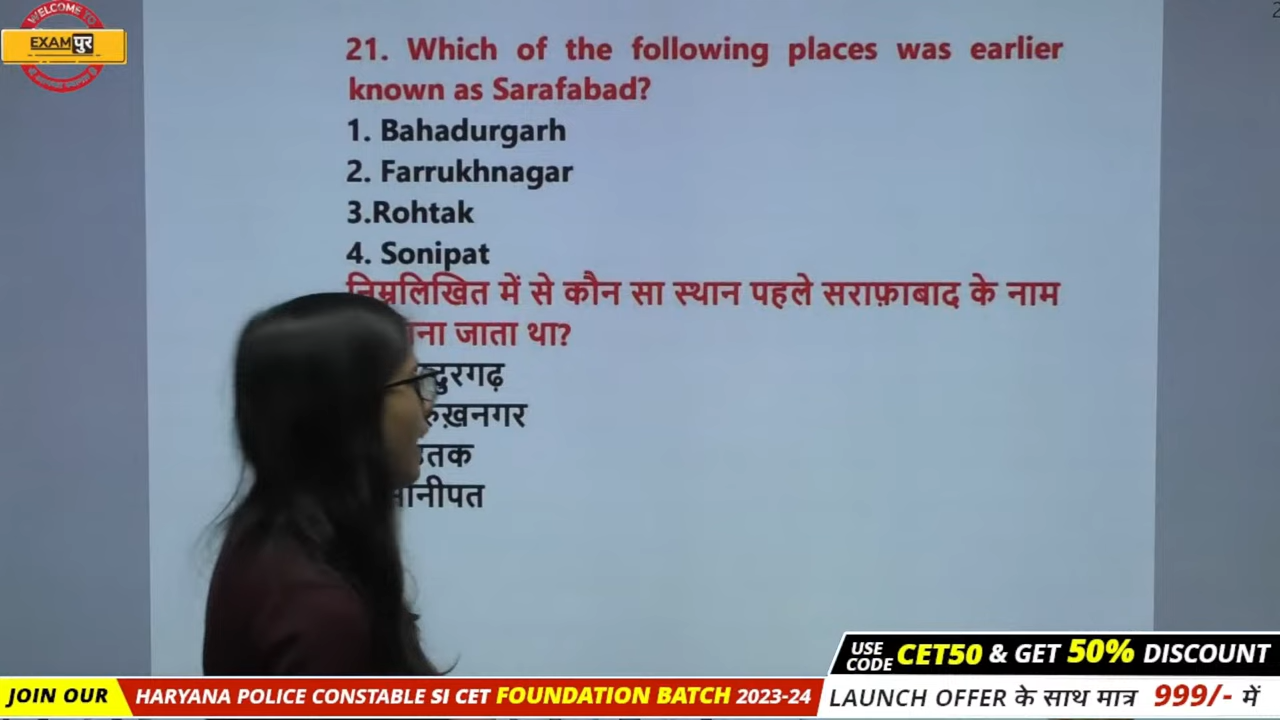 WELCOME TO
EXAMपुर
21. Which of the following places was earlier
known as Sarafabad?
1. Bahadurgarh
2. Farrukhnagar
3.Rohtak
4. Sonipat
निम्नलिखित में से कौन सा स्थान पहले सराफ़ाबाद के नाम
जाता था?
USE CODE CET50 & GET 50% DISCOUNT
JOIN OUR HARYANA POLICE CONSTABLE SI CET FOUNDATION BATCH 2023-24 LAUNCH OFFER के साथ मात्र 999/- में